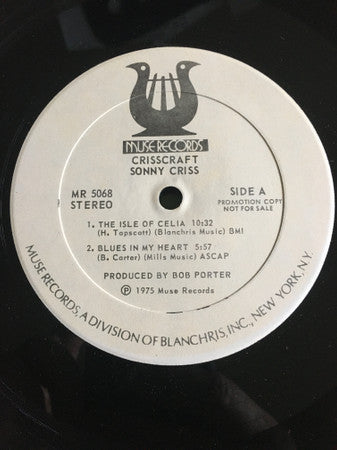 MUSE RECORDS
CRISSCRAFT
SONNY CRISS
MR 5068
STEREO
SIDE A
PROMOTION COPY
NOT FOR SALE
1. THE ISLE OF CELIA 10:32
(H. Tapscott) (Blanchris Music) BMI
2. BLUES IN MY HEART 5:57
(B. Carter) (Mills Music) ASCAP
PRODUCED BY BOB PORTER
Ⓟ 1975 Muse Records
MUSE RECORDS, A DIVISION OF BLANCHRIS, INC., NEW YORK, N.Y.